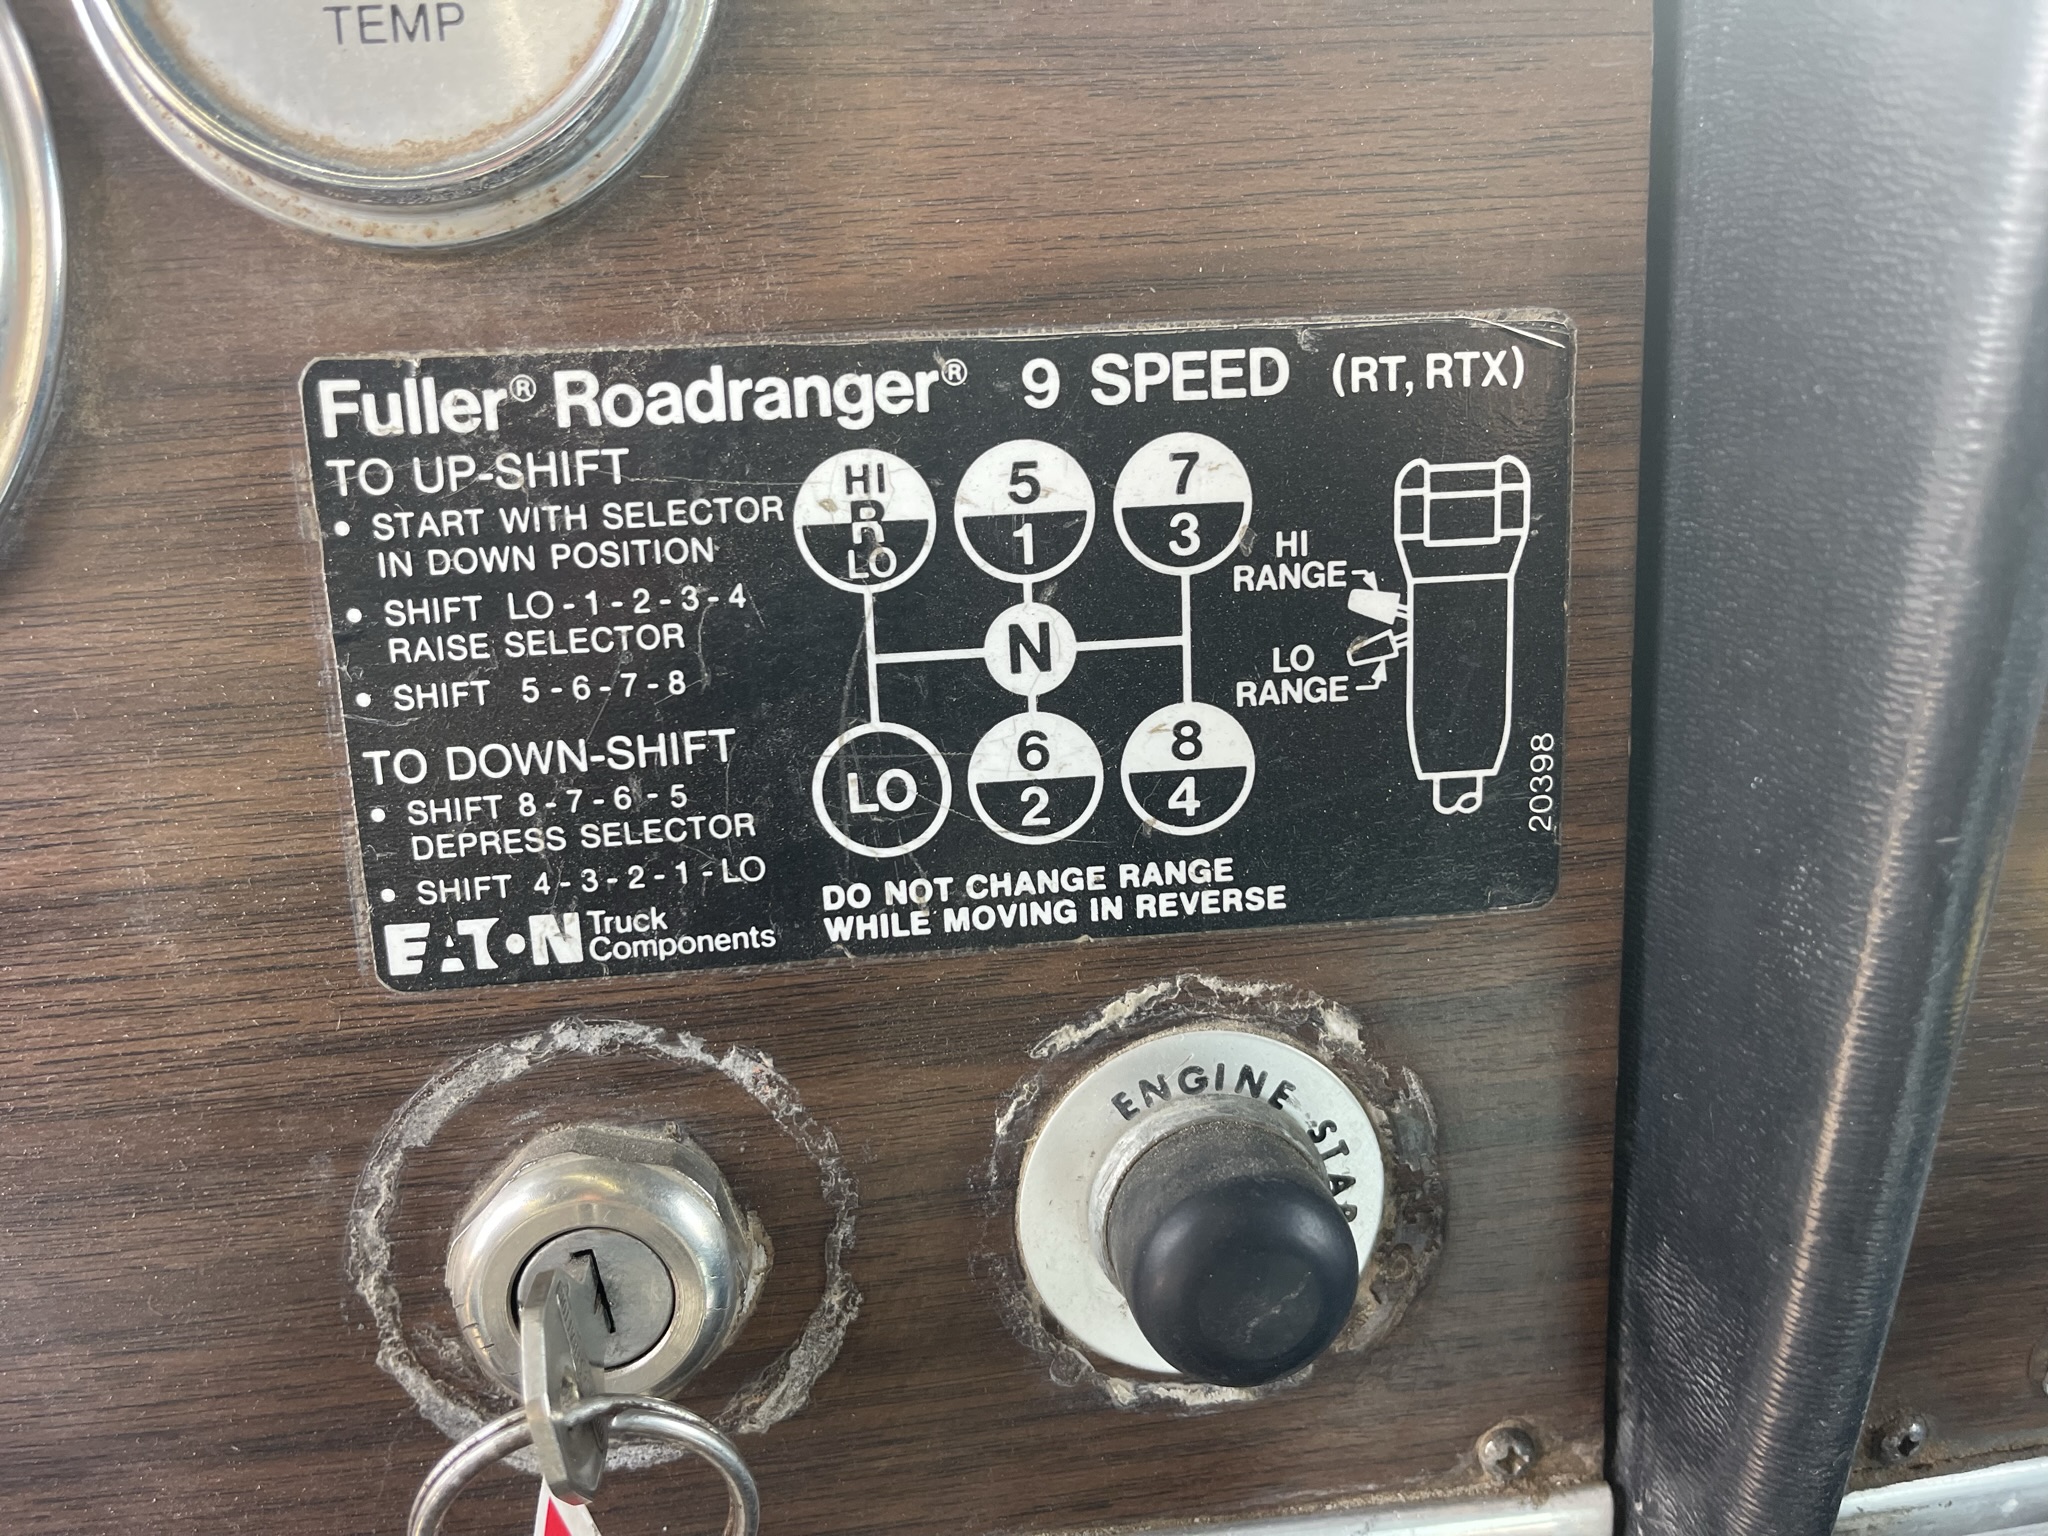 TEMP
Fuller® Roadranger® 9 SPEED (RT, RTX)
TO UP-SHIFT
• START WITH SELECTOR
IN DOWN POSITION
• SHIFT LO-1-2-3-4
RAISE SELECTOR
• SHIFT 5-6-7-8
TO DOWN-SHIFT
• SHIFT 8-7-6-5
DEPRESS SELECTOR
• SHIFT 4-3-2-1-LO
EATON Truck
Components
HI
R
LO
5
1
7
3
N
LO
6
2
8
4
HI
RANGE
LO
RANGE
DO NOT CHANGE RANGE
WHILE MOVING IN REVERSE
20398
ENGINE